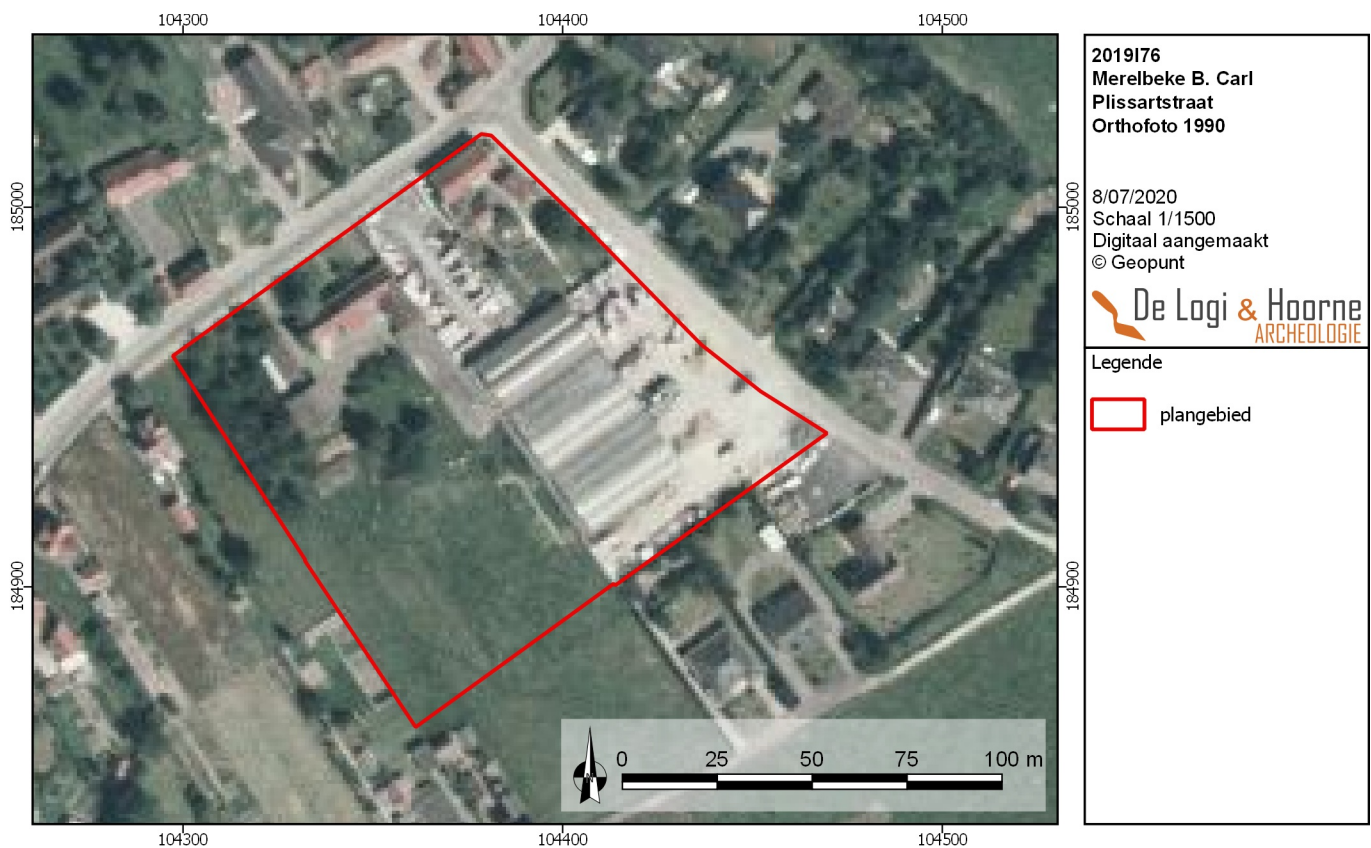 104300 104400 104500
185000 185000
184900 184900
0 25 50 75 100 m
N
104300 104400 104500
2019I76
Merelbeke B. Carl
Plissartstraat
Orthofoto 1990
8/07/2020
Schaal 1/1500
Digitaal aangemaakt
© Geopunt
De Logi & Hoorne
ARCHEOLOGIE
Legende
plangebied